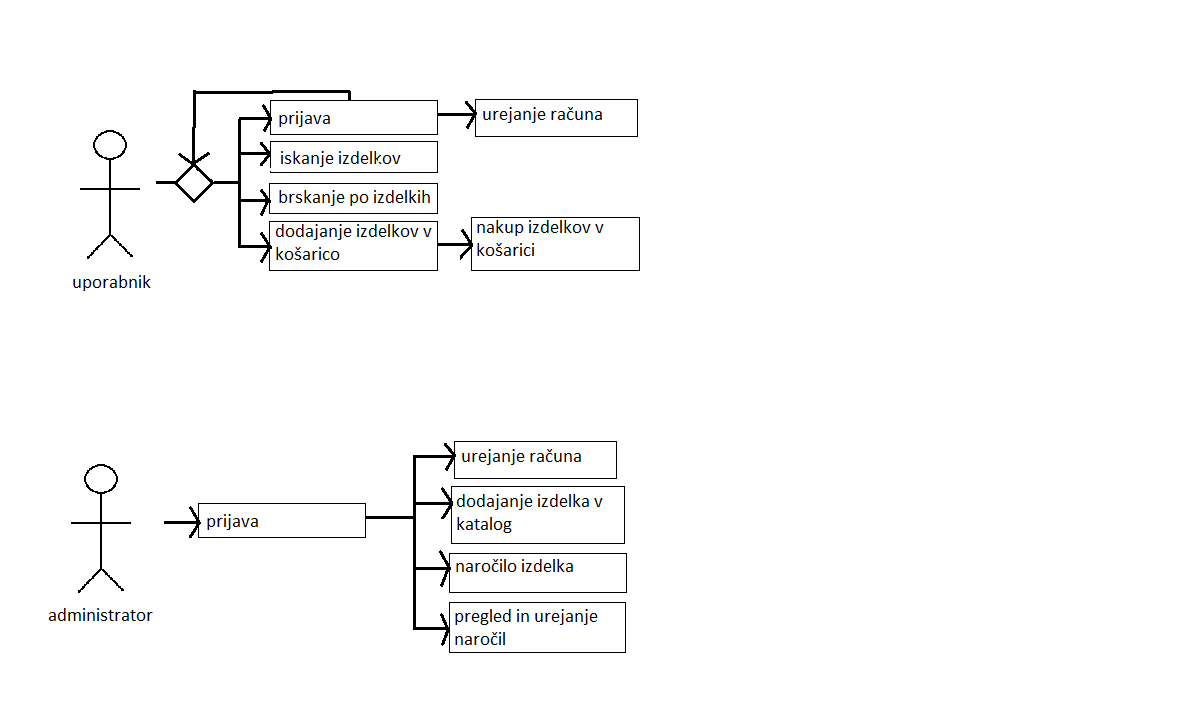 prijava
urejanje računa
iskanje izdelkov
brskanje po izdelkih
dodajanje izdelkov v
košarico
nakup izdelkov v
košarici
uporabnik
prijava
urejanje računa
dodajanje izdelka v
katalog
naročilo izdelka
pregled in urejanje
naročil
administrator